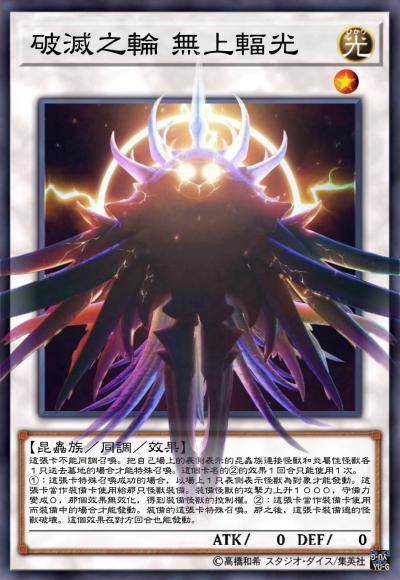 破滅之輪 無上輻光
ひかり
光
【昆蟲族／同調／效果】
這張卡不能同調召喚。把自己場上的表側表示的昆蟲族連接怪獸和炎屬性怪獸各
1只送去墓地的場合才能特殊召喚。這個卡名的②的效果1回合只能使用1次。
①：這張卡特殊召喚成功的場合，以場上1只表側表示怪獸為對象才能發動。這
張卡當作裝備卡使用給那只怪獸裝備。裝備怪獸的攻擊力上升1000，守備力
變成0，那個效果無效化，得到裝備怪獸的控制權。②：這張卡當作裝備卡使用
而裝備中的場合才能發動。裝備的這張卡特殊召喚。那之後，這張卡裝備過的怪
獸破壞。這個效果在對方回合也能發動。
ATK/ 0 DEF/ 0
©高橋和希 スタジオ・ダイス/集英社